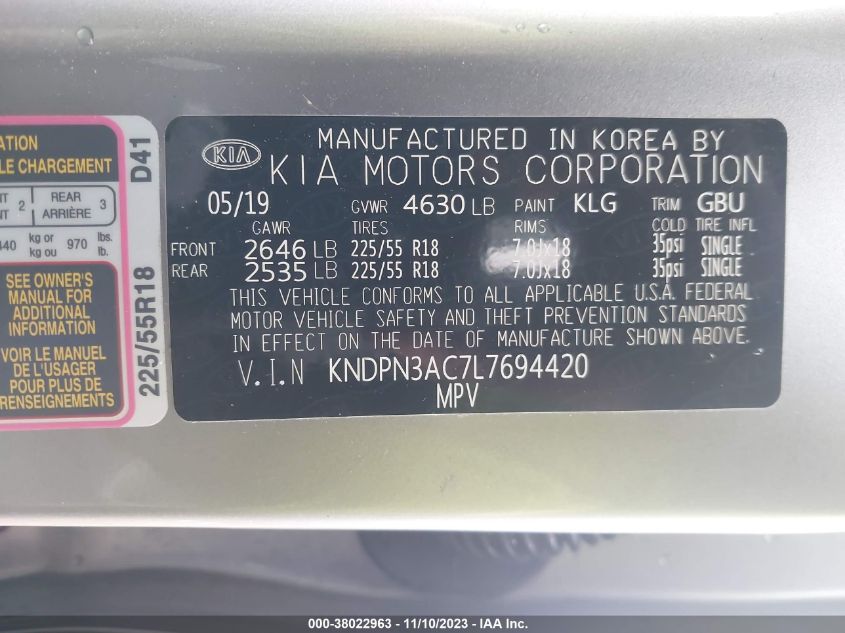 ATION
LE CHARGEMENT
NT 2 REAR 3
NT ARRIÈRE
440 kg or 970 lbs.
kg ou lb.
SEE OWNER'S
MANUAL FOR
ADDITIONAL
INFORMATION
VOIR LE MANUEL
DE L'USAGER
POUR PLUS DE
RENSEIGNEMENTS
D41
225/55R18
KIA
MANUFACTURED IN KOREA BY
KIA MOTORS CORPORATION
05/19 GVWR 4630 LB PAINT KLG TRIM GBU
GAWR TIRES RIMS COLD TIRE INFL
FRONT 2646 LB 225/55 R18 7.0Jx18 35psi SINGLE
REAR 2535 LB 225/55 R18 7.0Jx18 35psi SINGLE
THIS VEHICLE CONFORMS TO ALL APPLICABLE U.S.A. FEDERAL
MOTOR VEHICLE SAFETY AND THEFT PREVENTION STANDARDS
IN EFFECT ON THE DATE OF MANUFACTURE SHOWN ABOVE.
V.I.N KNDPN3AC7L7694420
MPV
000-38022963 - 11/10/2023 - IAA Inc.